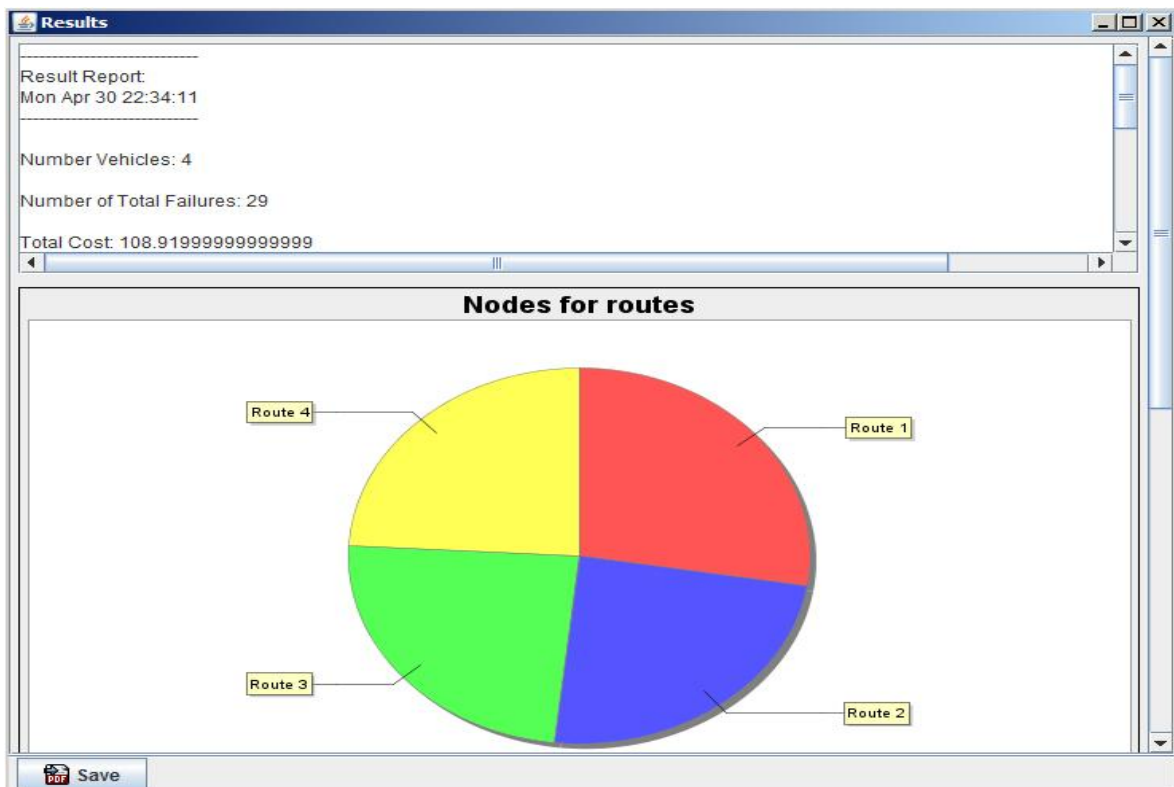 Results
----------------------------
Result Report:
Mon Apr 30 22:34:11
----------------------------
Number Vehicles: 4
Number of Total Failures: 29
Total Cost: 108.91999999999999
Nodes for routes
Route 4
Route 1
Route 3
Route 2
PDF
Save